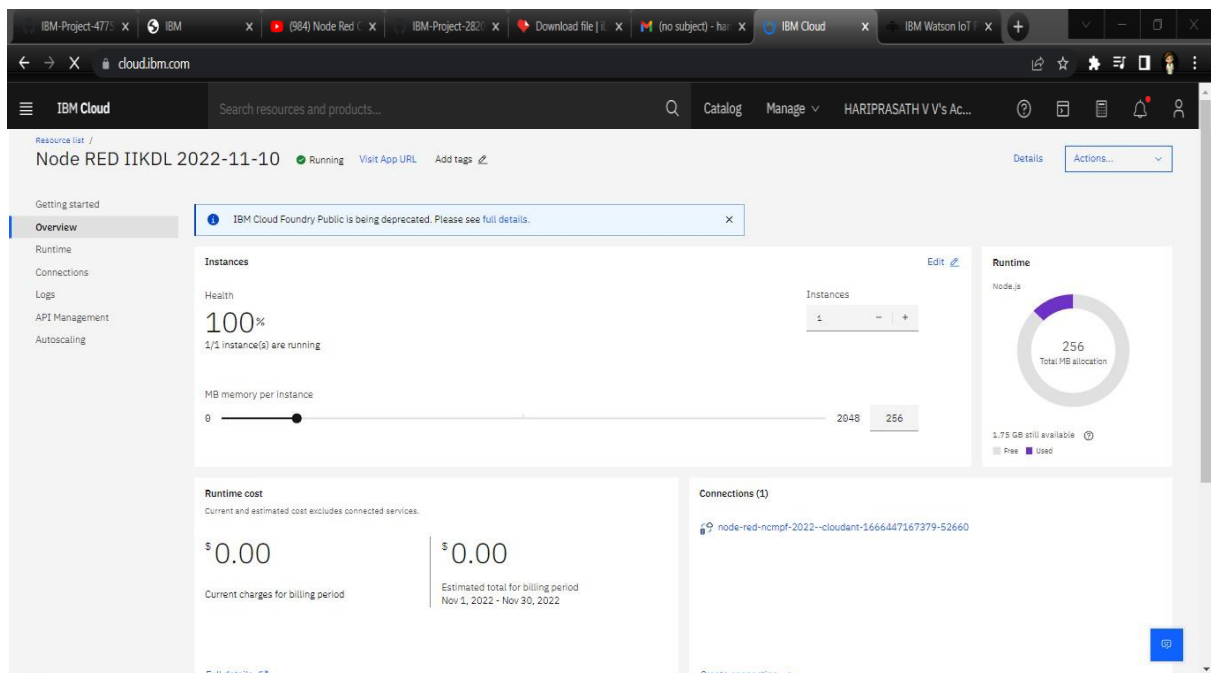 IBM-Project-4775
IBM
(984) Node Red C
IBM-Project-2820
Download file | iL
(no subject) - har
IBM Cloud
IBM Watson IoT P
cloud.ibm.com
IBM Cloud
Search resources and products...
Catalog
Manage
HARIPRASATH V V's Ac...
Resource list /
Node RED IIKDL 2022-11-10
Running
Visit App URL
Add tags
Details
Actions...
Getting started
Overview
Runtime
Connections
Logs
API Management
Autoscaling
IBM Cloud Foundry Public is being deprecated. Please see full details.
Instances
Edit
Health
100%
1/1 instance(s) are running
Instances
1
MB memory per instance
0
2048
256
Runtime
Node.js
256
Total MB allocation
1.75 GB still available
Free
Used
Runtime cost
Current and estimated cost excludes connected services.
$0.00
Current charges for billing period
$0.00
Estimated total for billing period
Nov 1, 2022 - Nov 30, 2022
Connections (1)
node-red-ncmpf-2022--cloudant-1666447167379-52660